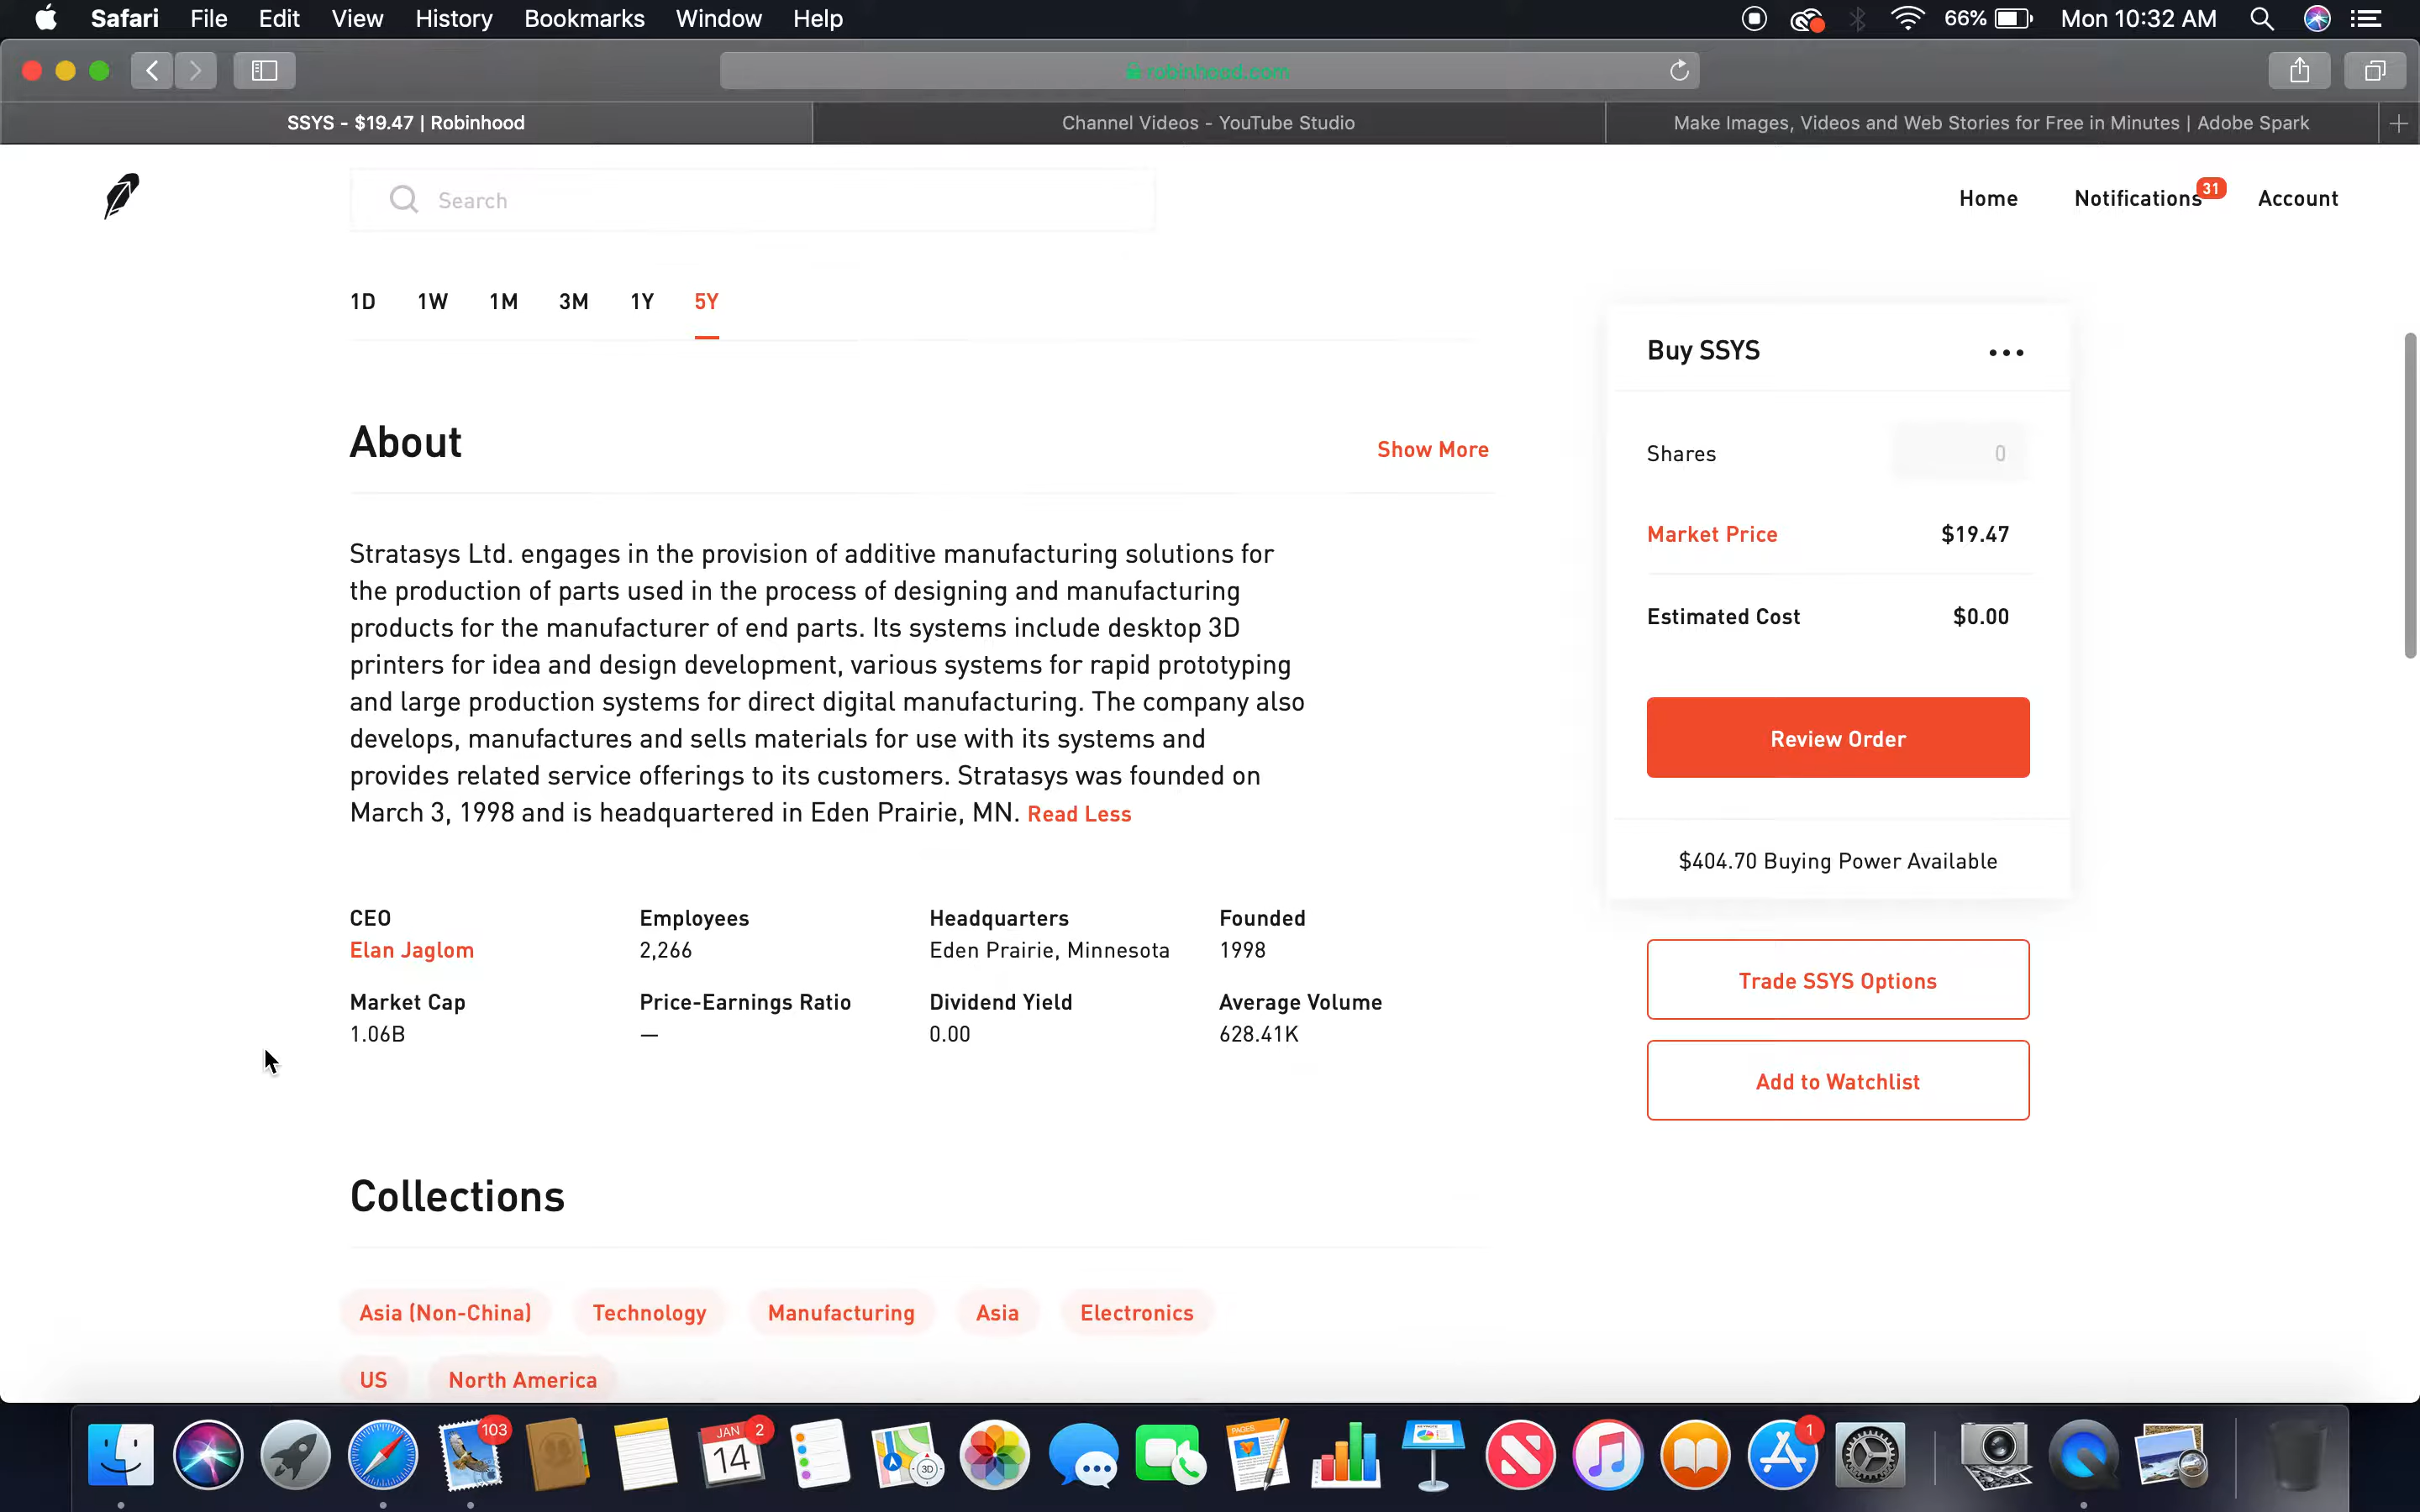 Safari File Edit View History Bookmarks Window Help 66% Mon 10:32 AM
robinhood.com
SSYS - $19.47 | Robinhood Channel Videos - YouTube Studio Make Images, Videos and Web Stories for Free in Minutes | Adobe Spark
Search Home Notifications 31 Account
1D 1W 1M 3M 1Y 5Y
About Show More
Stratasys Ltd. engages in the provision of additive manufacturing solutions for
the production of parts used in the process of designing and manufacturing
products for the manufacturer of end parts. Its systems include desktop 3D
printers for idea and design development, various systems for rapid prototyping
and large production systems for direct digital manufacturing. The company also
develops, manufactures and sells materials for use with its systems and
provides related service offerings to its customers. Stratasys was founded on
March 3, 1998 and is headquartered in Eden Prairie, MN. Read Less
CEO Employees Headquarters Founded
Elan Jaglom 2,266 Eden Prairie, Minnesota 1998
Market Cap Price-Earnings Ratio Dividend Yield Average Volume
1.06B — 0.00 628.41K
Collections
Asia (Non-China) Technology Manufacturing Asia Electronics
US North America
Buy SSYS
Shares 0
Market Price $19.47
Estimated Cost $0.00
Review Order
$404.70 Buying Power Available
Trade SSYS Options
Add to Watchlist
103 JAN 14 2 3D PAGES 1